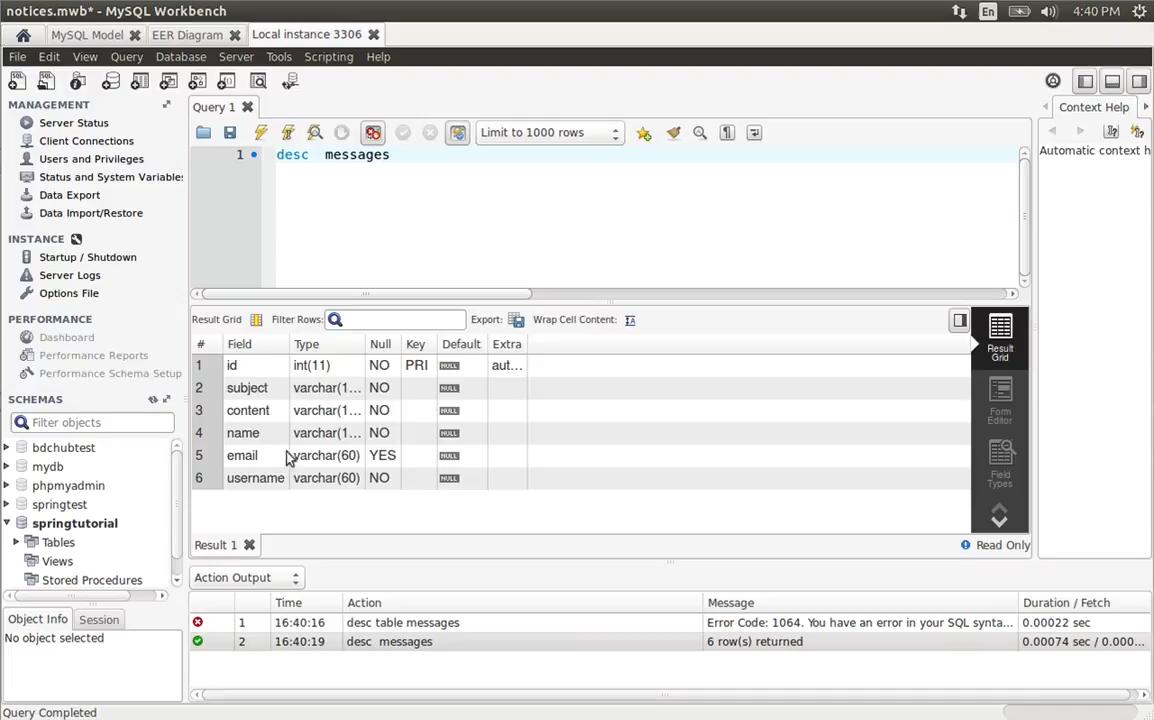 notices.mwb* - MySQL Workbench
En
4:40 PM
MySQL Model
EER Diagram
Local instance 3306
File Edit View Query Database Server Tools Scripting Help
MANAGEMENT
Server Status
Client Connections
Users and Privileges
Status and System Variables
Data Export
Data Import/Restore
INSTANCE
Startup / Shutdown
Server Logs
Options File
PERFORMANCE
Dashboard
Performance Reports
Performance Schema Setup
SCHEMAS
Filter objects
bdchubtest
mydb
phpmyadmin
springtest
springtutorial
Tables
Views
Stored Procedures
Object Info Session
No object selected
Query 1
Limit to 1000 rows
1 desc messages
Result Grid Filter Rows: Export: Wrap Cell Content:
# Field Type Null Key Default Extra
1 id int(11) NO PRI NULL aut...
2 subject varchar(1... NO NULL
3 content varchar(1... NO NULL
4 name varchar(1... NO NULL
5 email varchar(60) YES NULL
6 username varchar(60) NO NULL
Result Grid
Form Editor
Field Types
Result 1
Read Only
Context Help
Automatic context h
Action Output
Time Action Message Duration / Fetch
1 16:40:16 desc table messages Error Code: 1064. You have an error in your SQL synta... 0.00022 sec
2 16:40:19 desc messages 6 row(s) returned 0.00074 sec / 0.000...
Query Completed